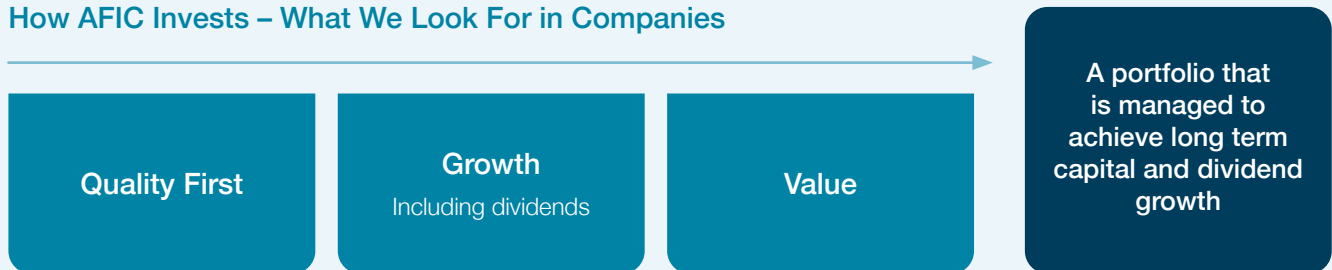 How AFIC Invests – What We Look For in Companies
Quality First
Growth
Including dividends
Value
A portfolio that
is managed to
achieve long term
capital and dividend
growth